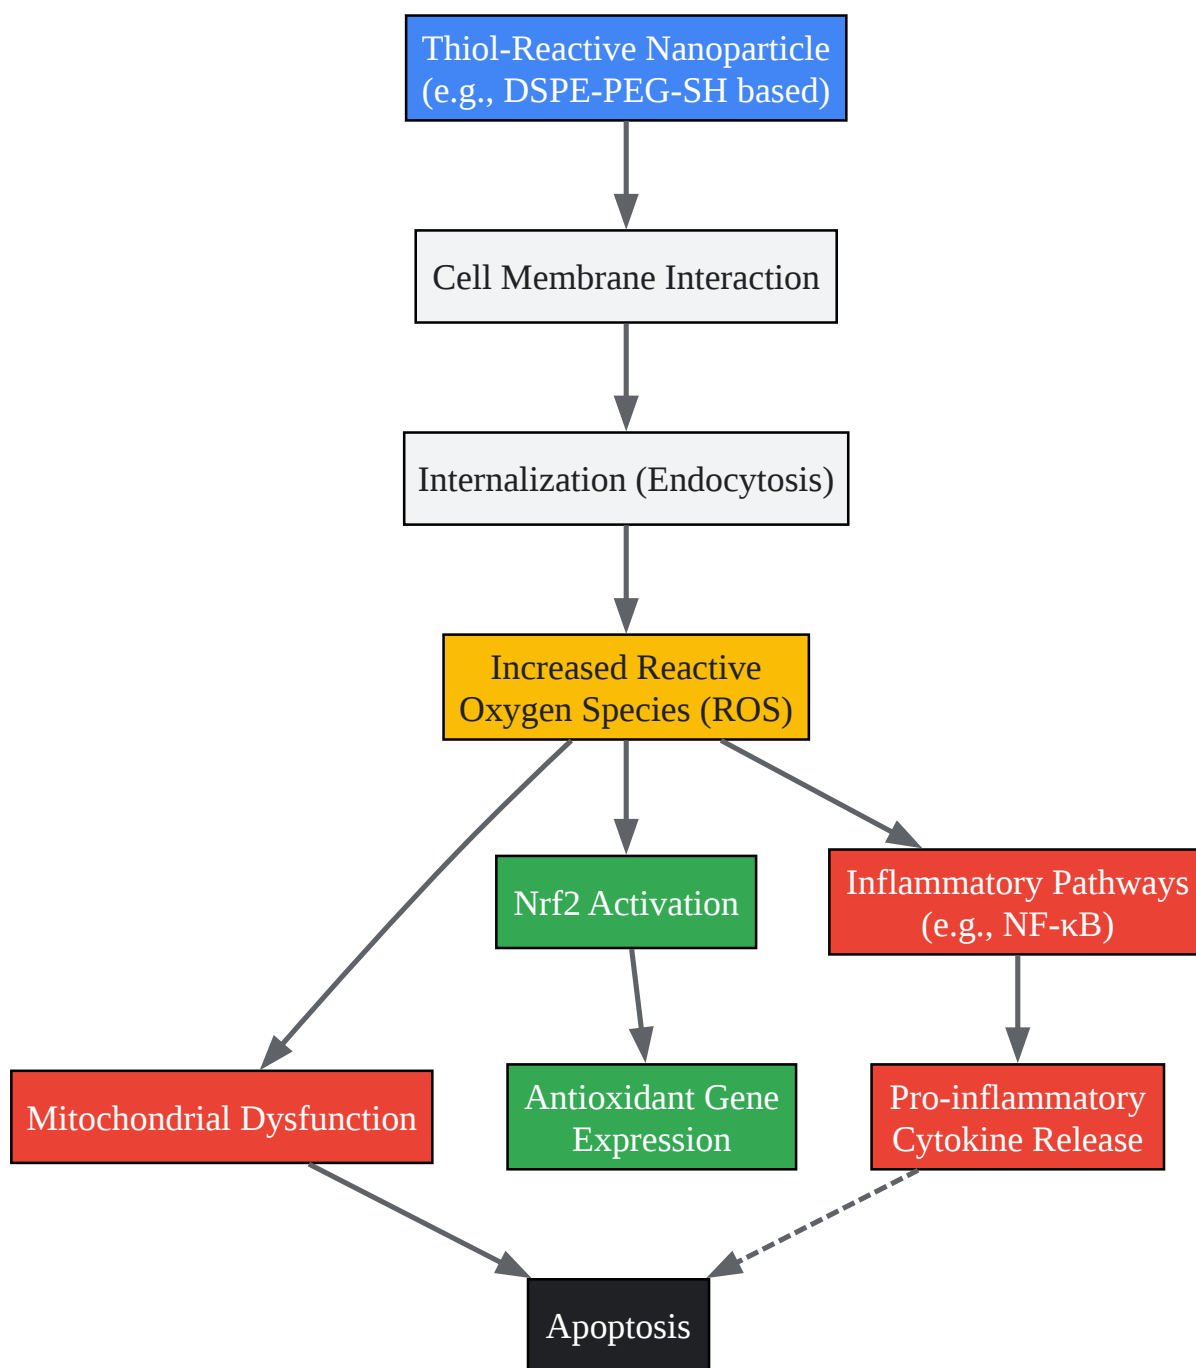 Thiol-Reactive Nanoparticle
(e.g., DSPE-PEG-SH based)
Cell Membrane Interaction
Internalization (Endocytosis)
Increased Reactive
Oxygen Species (ROS)
Nrf2 Activation
Inflammatory Pathways
(e.g., NF-κB)
Mitochondrial Dysfunction
Antioxidant Gene
Expression
Pro-inflammatory
Cytokine Release
Apoptosis